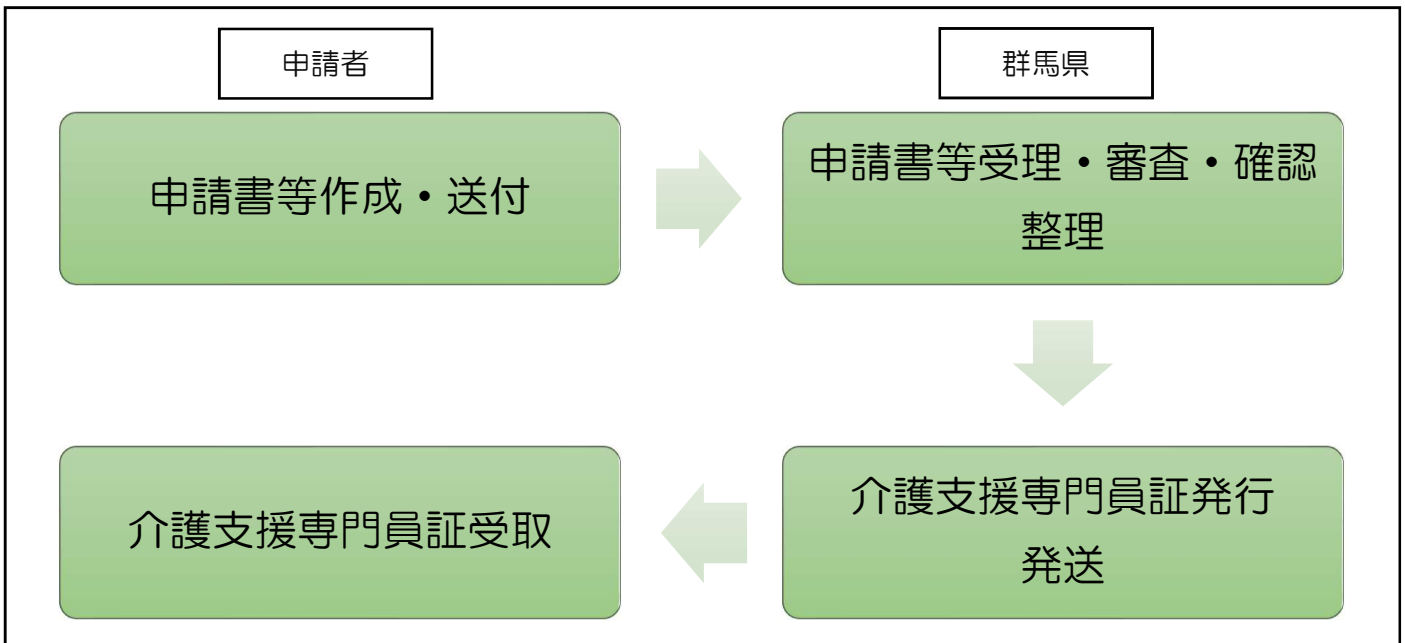 申請者
群馬県
申請書等作成・送付
申請書等受理・審査・確認
整理
介護支援専門員証発行
発送
介護支援専門員証受取